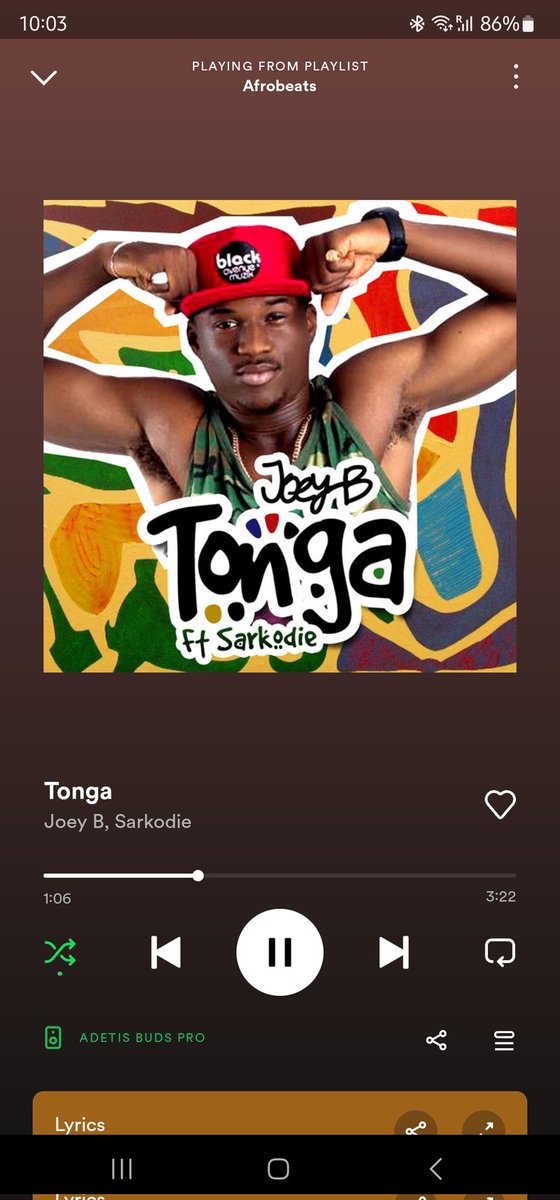 10:03
R
86%
PLAYING FROM PLAYLIST
Afrobeats
black
avenue
muzik
Joey B
Tonga
ft Sarkodie
Tonga
Joey B, Sarkodie
1:06
3:22
ADETIS BUDS PRO
Lyrics
Lyrics